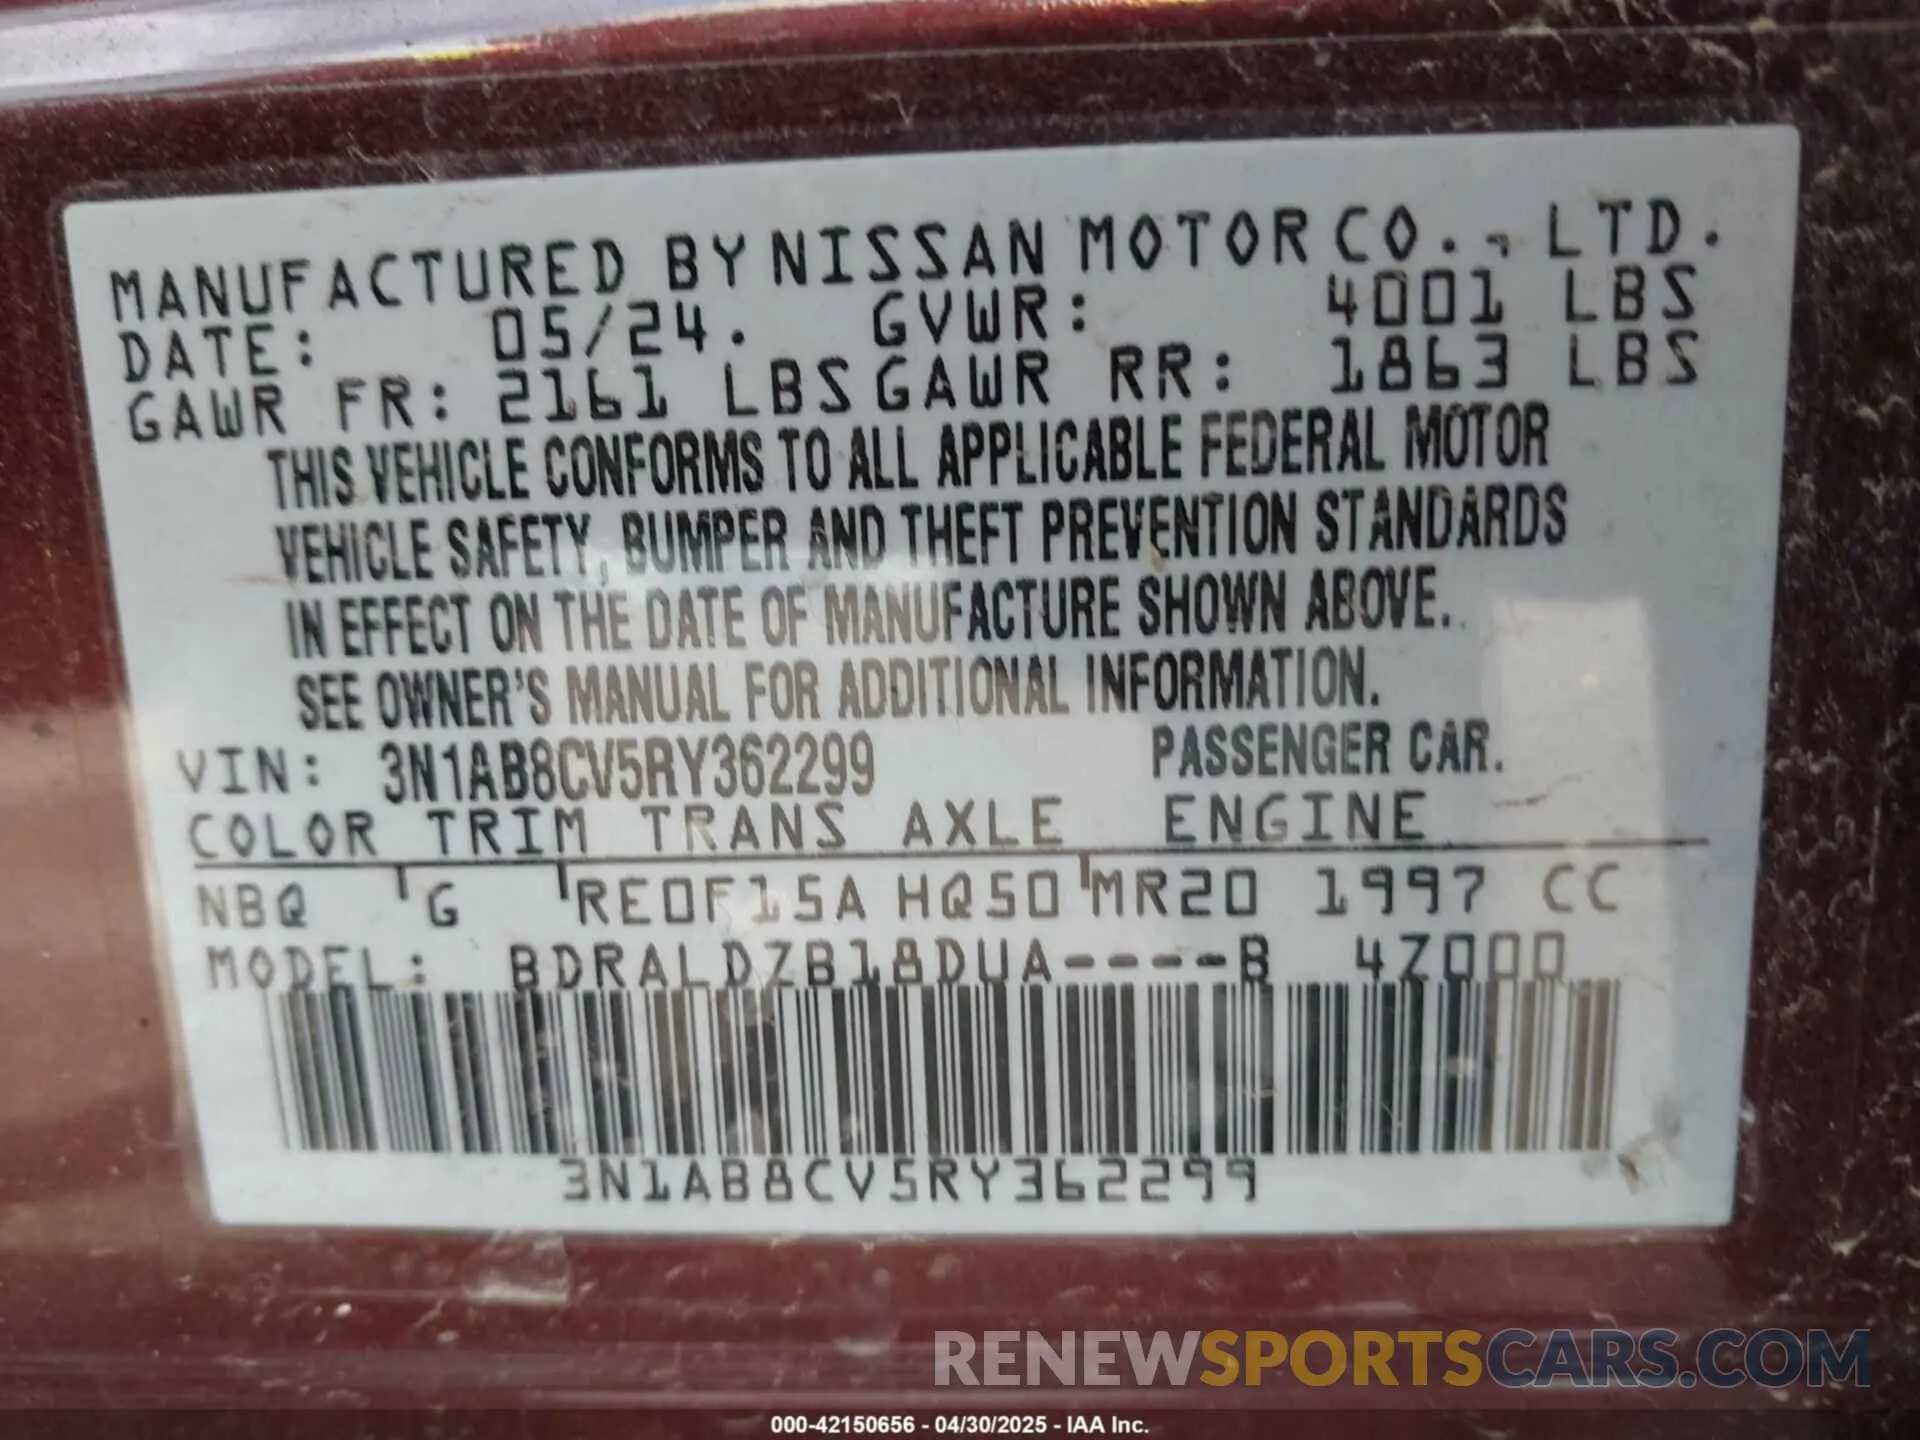 MANUFACTURED BY NISSAN MOTOR CO., LTD.
DATE: 05/24. GVWR: 4001 LBS
GAWR FR: 2161 LBS GAWR RR: 1863 LBS
THIS VEHICLE CONFORMS TO ALL APPLICABLE FEDERAL MOTOR
VEHICLE SAFETY, BUMPER AND THEFT PREVENTION STANDARDS
IN EFFECT ON THE DATE OF MANUFACTURE SHOWN ABOVE.
SEE OWNER'S MANUAL FOR ADDITIONAL INFORMATION.
VIN: 3N1AB8CV5RY362299 PASSENGER CAR.
COLOR TRIM TRANS AXLE ENGINE
NBQ G RE0F15A HQ50 MR20 1997 CC
MODEL: BDRALDZB18DUA----B 4Z000
3N1AB8CV5RY362299
RENEWSPORTSCARS.COM
000-42150656 - 04/30/2025 - IAA Inc.